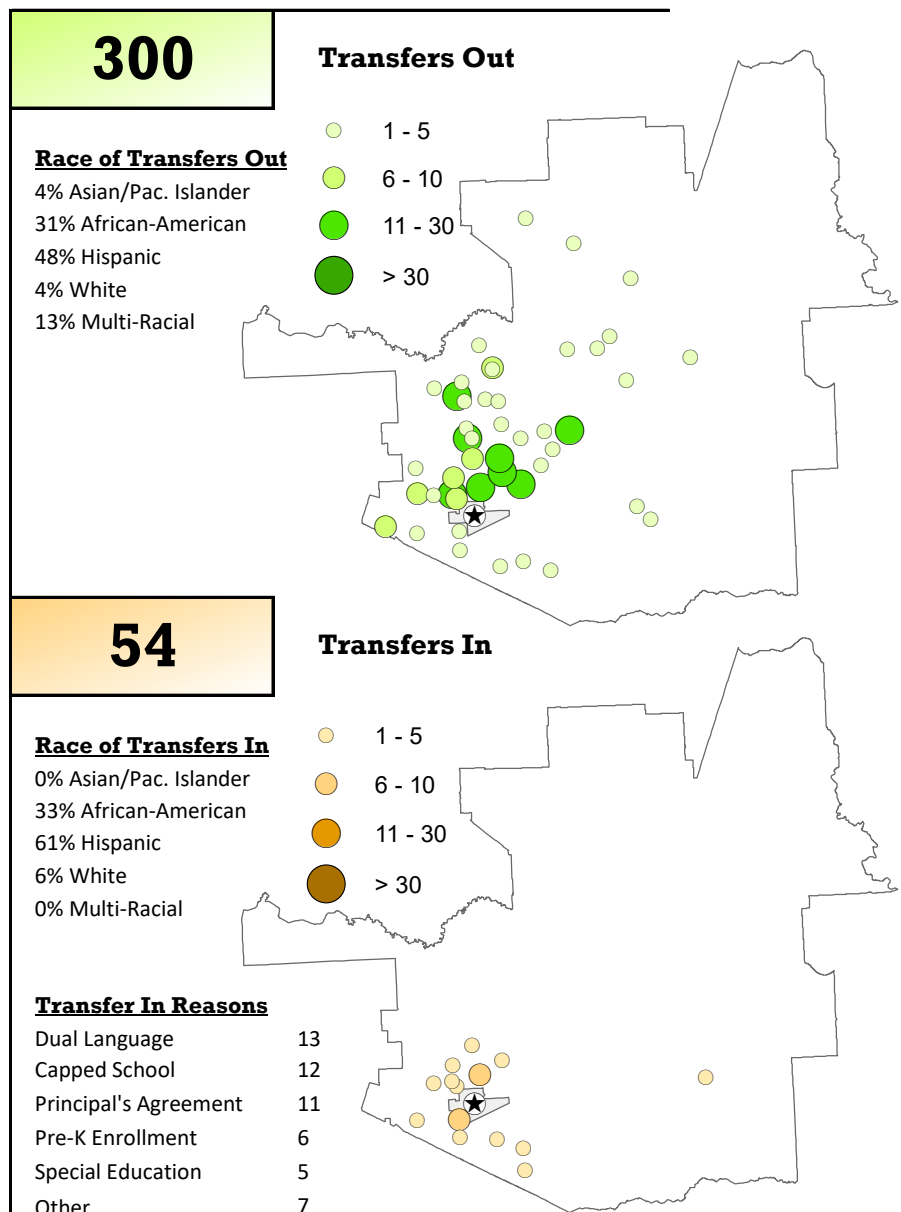 300
Transfers Out
1 - 5
6 - 10
11 - 30
> 30
Race of Transfers Out
4% Asian/Pac. Islander
31% African-American
48% Hispanic
4% White
13% Multi-Racial
54
Transfers In
1 - 5
6 - 10
11 - 30
> 30
Race of Transfers In
0% Asian/Pac. Islander
33% African-American
61% Hispanic
6% White
0% Multi-Racial
Transfer In Reasons
Dual Language 13
Capped School 12
Principal's Agreement 11
Pre-K Enrollment 6
Special Education 5
Other 7